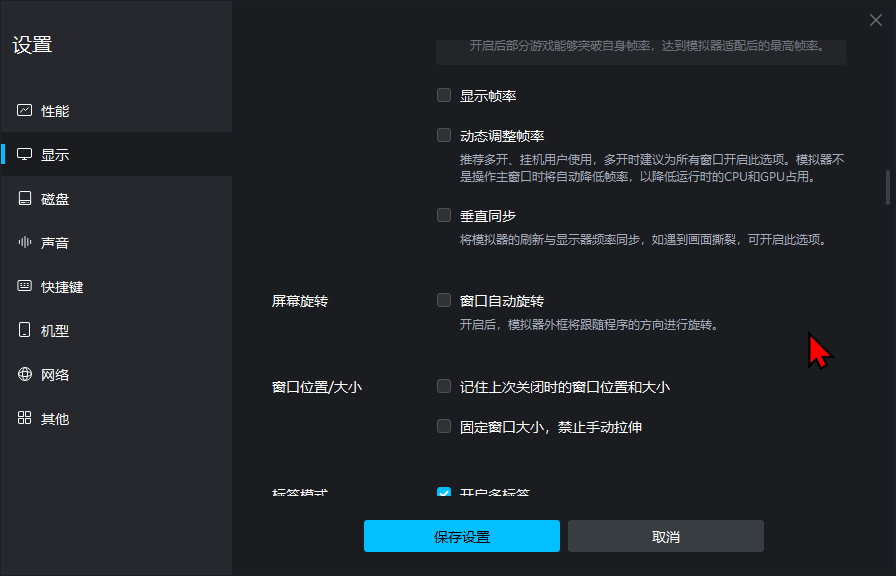 设置
性能
显示
磁盘
声音
快捷键
机型
网络
其他
开启后部分游戏能够突破自身帧率，达到模拟器适配后的最高帧率。
显示帧率
动态调整帧率
推荐多开、挂机用户使用，多开时建议为所有窗口开启此选项。模拟器不
是操作主窗口时将自动降低帧率，以降低运行时的CPU和GPU占用。
垂直同步
将模拟器的刷新与显示器频率同步，如遇到画面撕裂，可开启此选项。
屏幕旋转
窗口自动旋转
开启后，模拟器外框将跟随程序的方向进行旋转。
窗口位置/大小
记住上次关闭时的窗口位置和大小
固定窗口大小，禁止手动拉伸
标签模式
开启多标签
保存设置
取消